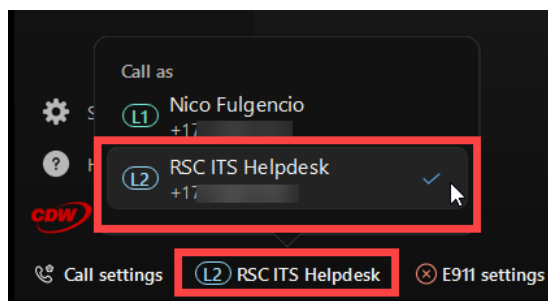 Call as
L1 Nico Fulgencio
+17
L2 RSC ITS Helpdesk
+17
CDW
Call settings L2 RSC ITS Helpdesk E911 settings